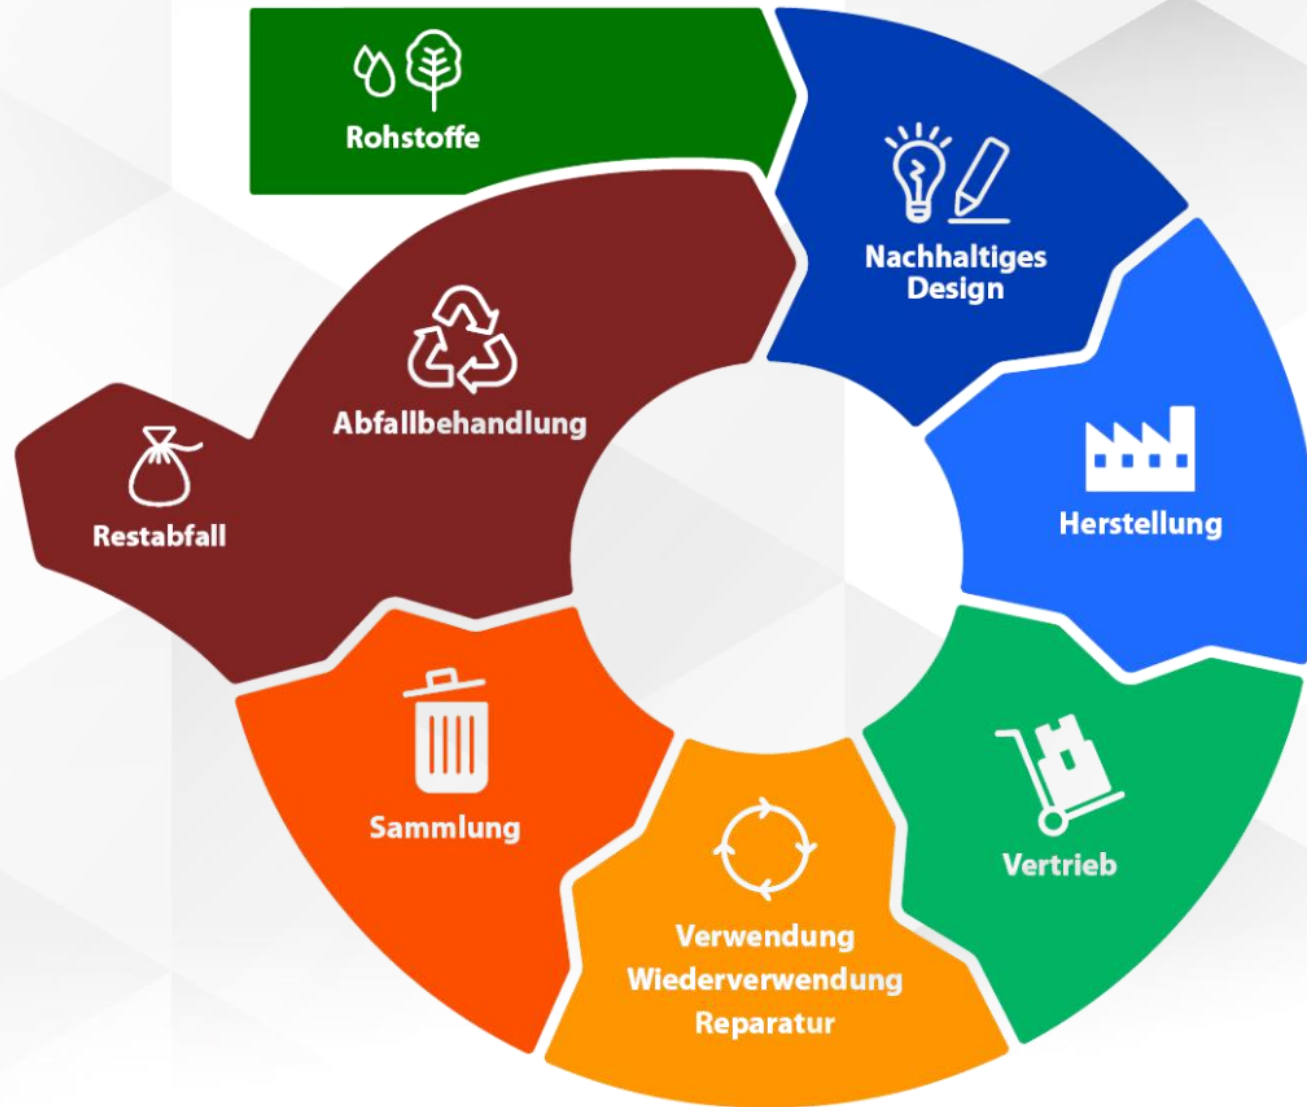 Rohstoffe
Nachhaltiges
Design
Herstellung
Vertrieb
Verwendung
Wiederverwendung
Reparatur
Sammlung
Abfallbehandlung
Restabfall